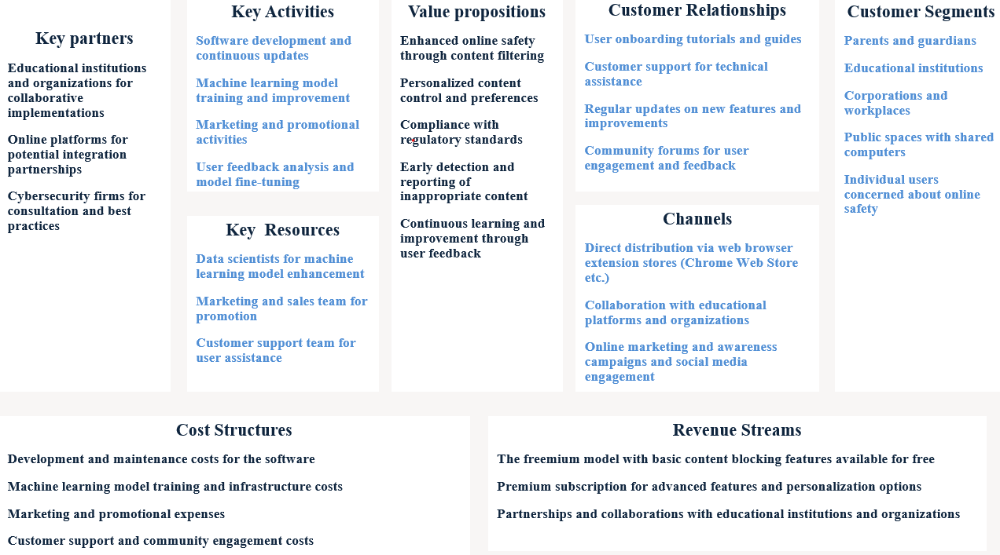 Key partners
Educational institutions
and organizations for
collaborative
implementations
Online platforms for
potential integration
partnerships
Cybersecurity firms for
consultation and best
practices
Key Activities
Software development and
continuous updates
Machine learning model
training and improvement
Marketing and promotional
activities
User feedback analysis and
model fine-tuning
Key Resources
Data scientists for machine
learning model enhancement
Marketing and sales team for
promotion
Customer support team for
user assistance
Value propositions
Enhanced online safety
through content filtering
Personalized content
control and preferences
Compliance with
regulatory standards
Early detection and
reporting of
inappropriate content
Continuous learning and
improvement through
user feedback
Customer Relationships
User onboarding tutorials and guides
Customer support for technical
assistance
Regular updates on new features and
improvements
Community forums for user
engagement and feedback
Channels
Direct distribution via web browser
extension stores (Chrome Web Store
etc.)
Collaboration with educational
platforms and organizations
Online marketing and awareness
campaigns and social media
engagement
Customer Segments
Parents and guardians
Educational institutions
Corporations and
workplaces
Public spaces with shared
computers
Individual users
concerned about online
safety
Cost Structures
Development and maintenance costs for the software
Machine learning model training and infrastructure costs
Marketing and promotional expenses
Customer support and community engagement costs
Revenue Streams
The freemium model with basic content blocking features available for free
Premium subscription for advanced features and personalization options
Partnerships and collaborations with educational institutions and organizations